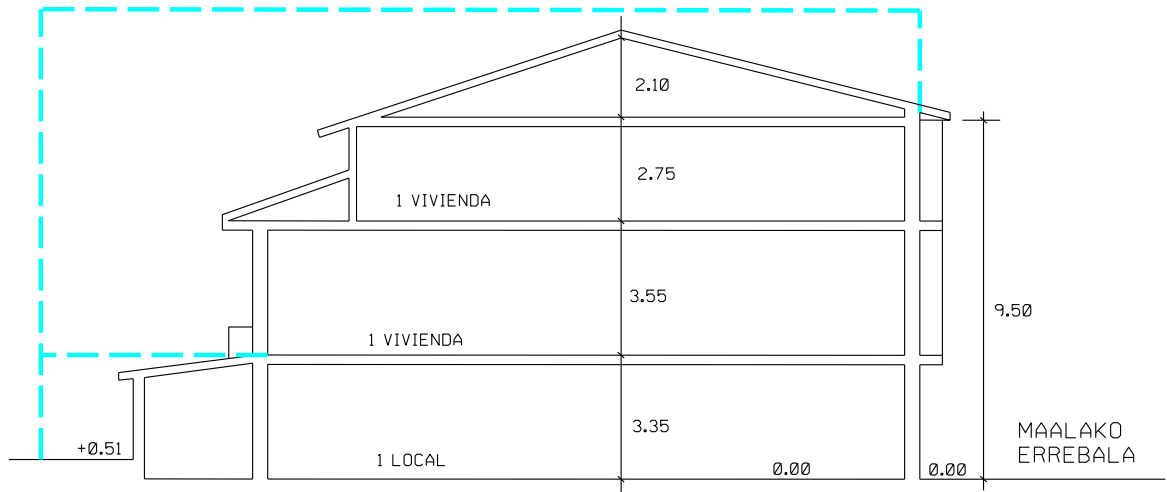 2.10
2.75
1 VIVIENDA
3.55
9.50
1 VIVIENDA
3.35
MAALAKO
ERREBALA
+0.51
1 LOCAL
0.00
0.00